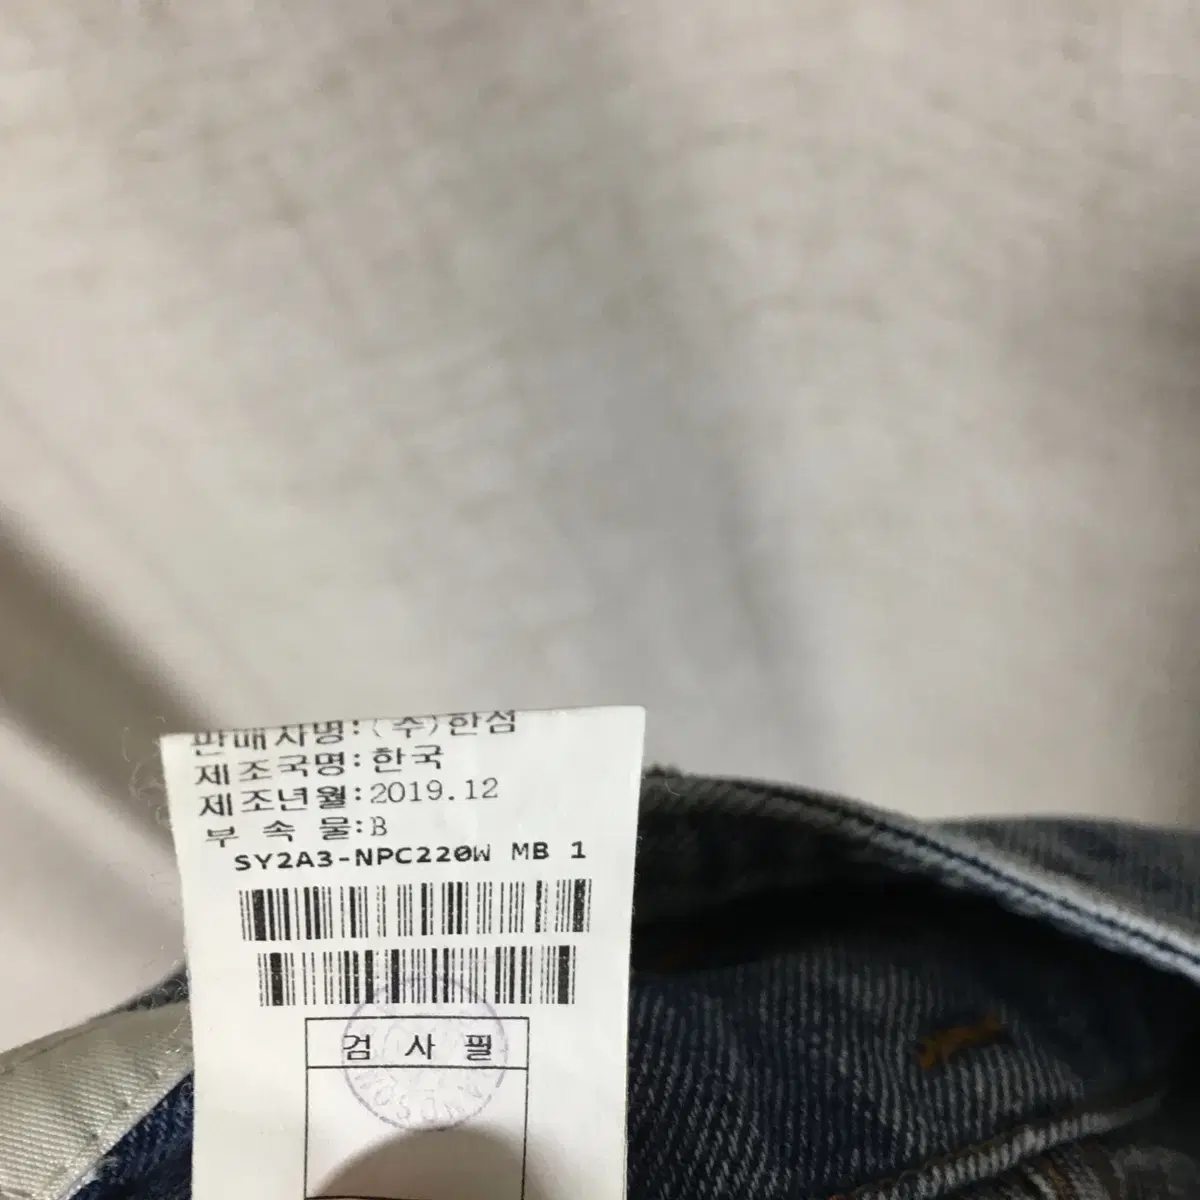 판매자명:(주)한섬
제조국명:한국
제조년월:2019.12
부 속 물:B
SY2A3-NPC220W MB 1
검 사 필